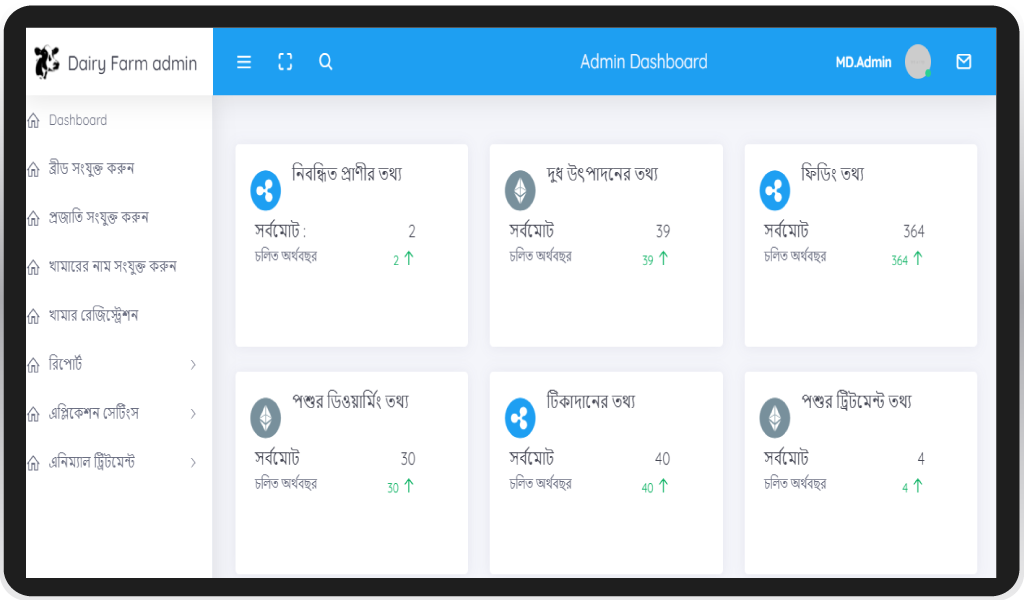 Dairy Farm admin
Admin Dashboard
MD.Admin
Dashboard
ব্রীড সংযুক্ত করুন
প্রজাতি সংযুক্ত করুন
খামারের নাম সংযুক্ত করুন
খামার রেজিস্ট্রেশন
রিপোর্ট
এপ্লিকেশন সেটিংস
এনিম্যাল ট্রিটমেন্ট
নিবন্ধিত প্রাণীর তথ্য
সর্বমোট : 2
চলিত অর্থবছর 2
দুধ উৎপাদনের তথ্য
সর্বমোট 39
চলিত অর্থবছর 39
ফিডিং তথ্য
সর্বমোট 364
চলিত অর্থবছর 364
পশুর ডিওয়ার্মিং তথ্য
সর্বমোট 30
চলিত অর্থবছর 30
টিকাদানের তথ্য
সর্বমোট 40
চলিত অর্থবছর 40
পশুর ট্রিটমেন্ট তথ্য
সর্বমোট 4
চলিত অর্থবছর 4